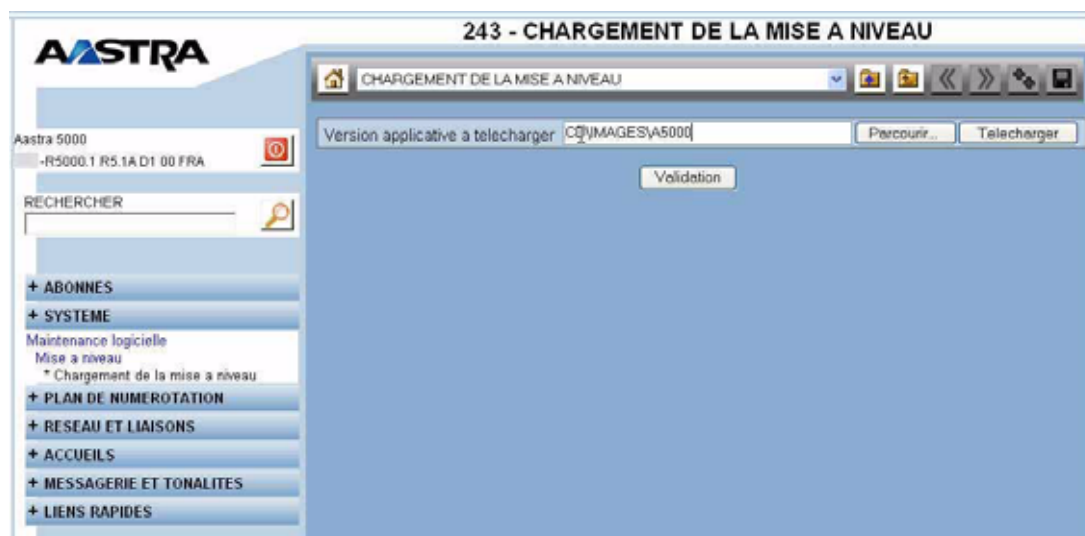 243 - CHARGEMENT DE LA MISE A NIVEAU
AASTRA
CHARGEMENT DE LA MISE A NIVEAU
Aastra 5000
-R5000.1 R5.1A D1 00 FRA
Version applicative a telecharger
\IMAGES\A5000
Parcourir...
Telecharger
Validation
RECHERCHER
+ ABONNES
+ SYSTEME
Maintenance logicielle
Mise a niveau
* Chargement de la mise a niveau
+ PLAN DE NUMEROTATION
+ RESEAU ET LIAISONS
+ ACCUEILS
+ MESSAGERIE ET TONALITES
+ LIENS RAPIDES